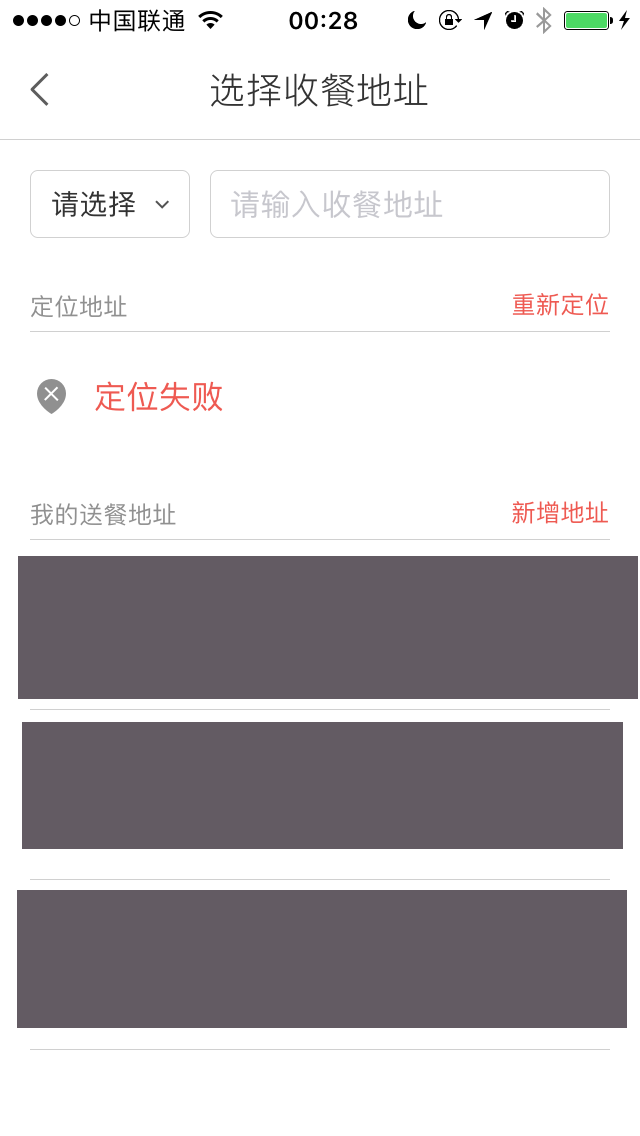 中国联通 00:28
选择收餐地址
请选择 请输入收餐地址
定位地址 重新定位
定位失败
我的送餐地址 新增地址